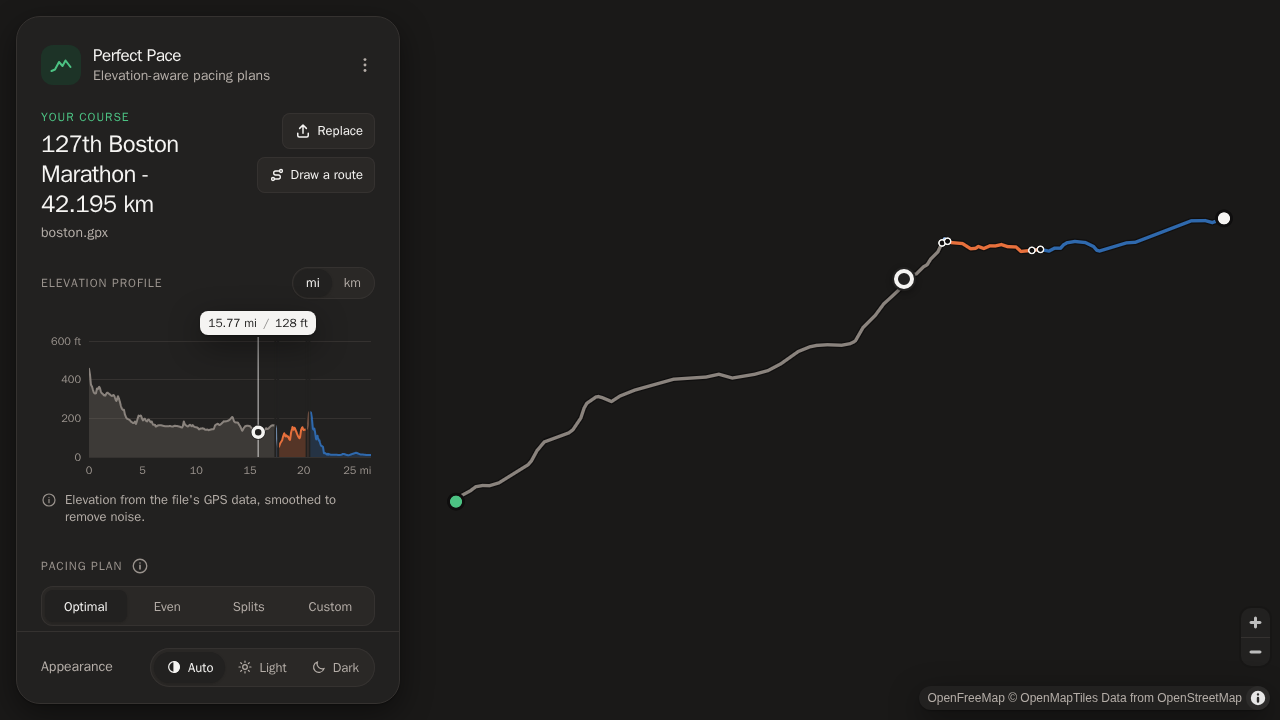 Perfect Pace
Elevation-aware pacing plans
YOUR COURSE
127th Boston
Marathon -
42.195 km
boston.gpx
Replace
Draw a route
ELEVATION PROFILE
mi
km
15.77 mi / 128 ft
600 ft
400
200
0
0
5
10
15
20
25 mi
Elevation from the file's GPS data, smoothed to
remove noise.
PACING PLAN
Optimal
Even
Splits
Custom
Appearance
Auto
Light
Dark
OpenFreeMap © OpenMapTiles Data from OpenStreetMap